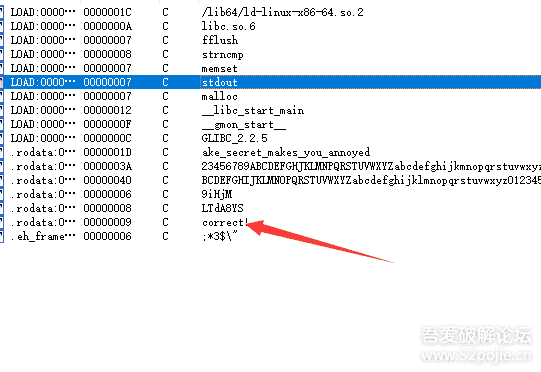 LOAD:0000… 0000001C C /lib64/ld-linux-x86-64.so.2
LOAD:0000… 0000000A C libc.so.6
LOAD:0000… 00000007 C fflush
LOAD:0000… 00000008 C strncmp
LOAD:0000… 00000007 C memset
LOAD:0000… 00000007 C stdout
LOAD:0000… 00000007 C malloc
LOAD:0000… 00000012 C __libc_start_main
LOAD:0000… 0000000F C __gmon_start__
LOAD:0000… 0000000C C GLIBC_2.2.5
.rodata:0… 0000001D C ake_secret_makes_you_annoyed
.rodata:0… 0000003A C 23456789ABCDEFGHJKLMNPQRSTUVWXYZabcdefghijkmnopqrstuvwxyz
.rodata:0… 00000040 C BCDEFGHIJKLMNOPQRSTUVWXYZabcdefghijklmnopqrstuvwxyz012345
.rodata:0… 00000006 C 9iHjM
.rodata:0… 00000008 C LTdA8YS
.rodata:0… 00000009 C correct!
.eh_frame… 00000006 C ;*3$\"
吾爱破解论坛
www.52pojie.cn